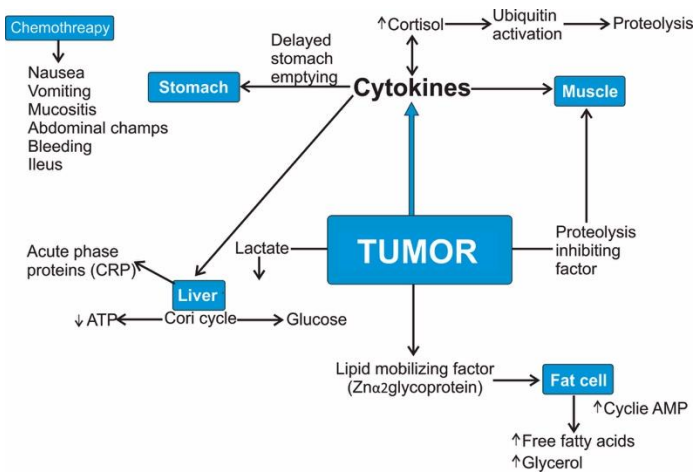 Chemothreapy
Nausea
Vomiting
Mucositis
Abdominal champs
Bleeding
Ileus
Delayed
stomach
emptying
Stomach
↑Cortisol
Ubiquitin
activation
Proteolysis
Cytokines
Muscle
Acute phase
proteins (CRP)
Lactate
TUMOR
Proteolysis
inhibiting
factor
Liver
↓ATP
Cori cycle
Glucose
Lipid mobilizing factor
(Znα2glycoprotein)
Fat cell
↑Cyclie AMP
↑Free fatty acids
↑Glycerol